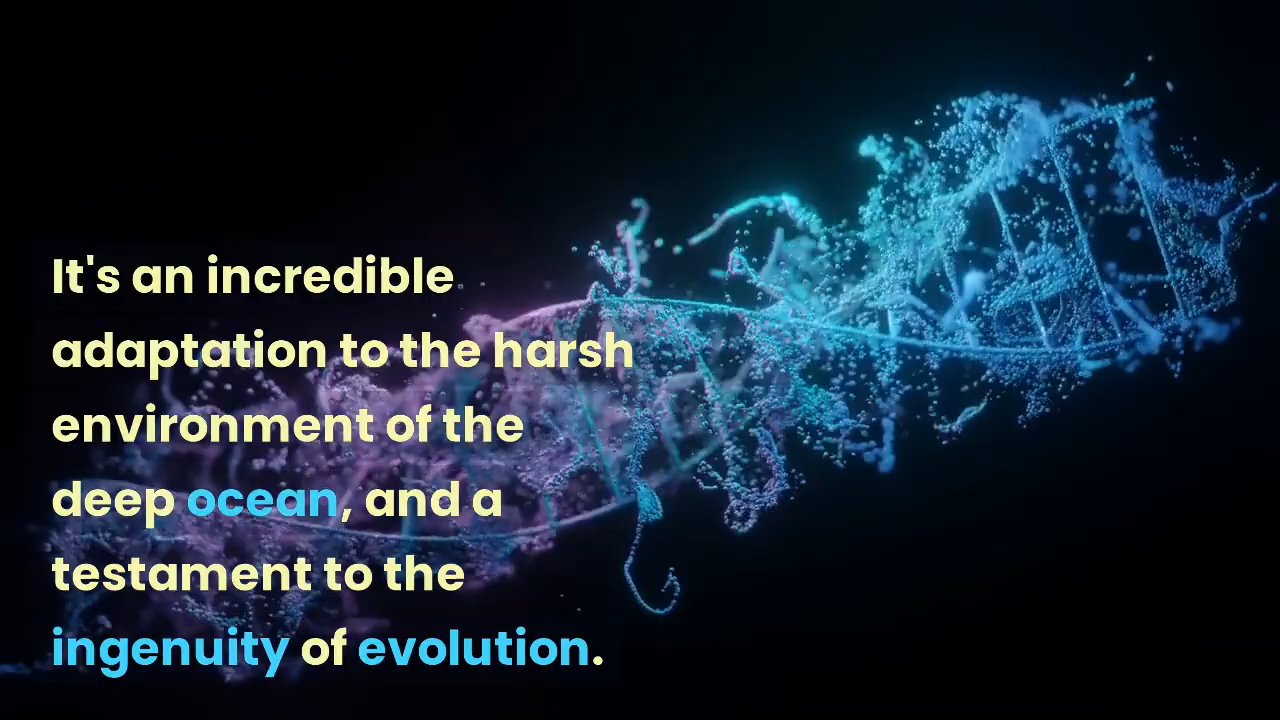 It's an incredible
adaptation to the harsh
environment of the
deep ocean, and a
testament to the
ingenuity of evolution.